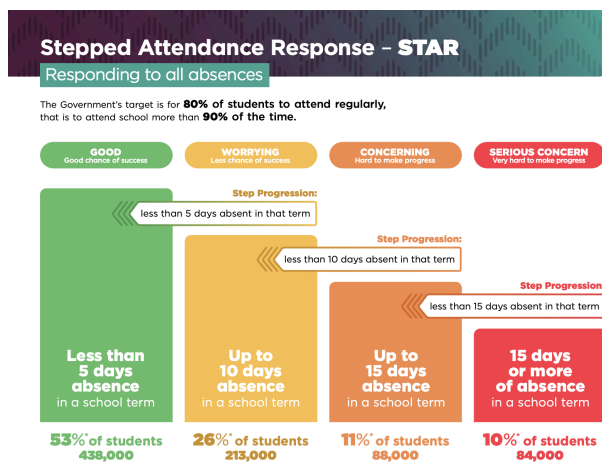 Stepped Attendance Response – STAR
Responding to all absences
The Government's target is for 80% of students to attend regularly,
that is to attend school more than 90% of the time.
GOOD
Good chance of success
WORRYING
Less chance of success
CONCERNING
Hard to make progress
SERIOUS CONCERN
Very hard to make progress
Step Progression:
less than 5 days absent in that term
Step Progression:
less than 10 days absent in that term
Step Progression
less than 15 days absent in that term
Less than
5 days
absence
in a school term
Up to
10 days
absence
in a school term
Up to
15 days
absence
in a school term
15 days
or more
of absence
in a school term
53%* of students
438,000
26%* of students
213,000
11%* of students
88,000
10%* of students
84,000